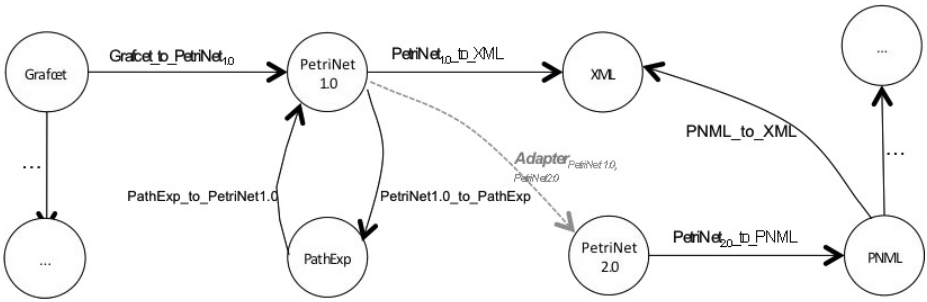 ...
Grafcet_to_PetriNet1.0
PetriNet1.0_to_XML
Grafcet
PetriNet
1.0
XML
PNML_to_XML
...
...
Adapter PetriNet 1.0,
PetriNet2.0
PathExp_to_PetriNet1.0
PetriNet1.0_to_PathExp
PetriNet2.0_to_PNML
...
PathExp
PetriNet
2.0
PNML